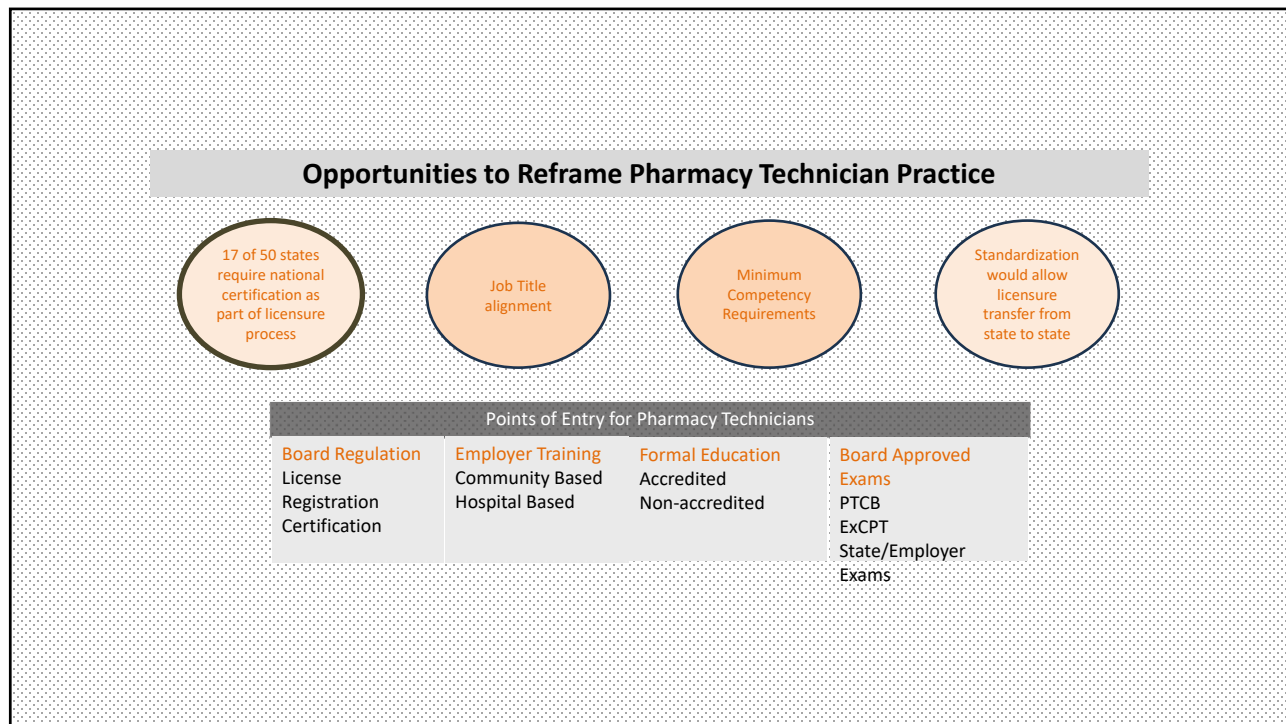 Opportunities to Reframe Pharmacy Technician Practice
17 of 50 states
require national
certification as
part of licensure
process
Job Title
alignment
Minimum
Competency
Requirements
Standardization
would allow
licensure
transfer from
state to state
Points of Entry for Pharmacy Technicians
Board Regulation
License
Registration
Certification
Employer Training
Community Based
Hospital Based
Formal Education
Accredited
Non-accredited
Board Approved
Exams
PTCB
ExCPT
State/Employer
Exams